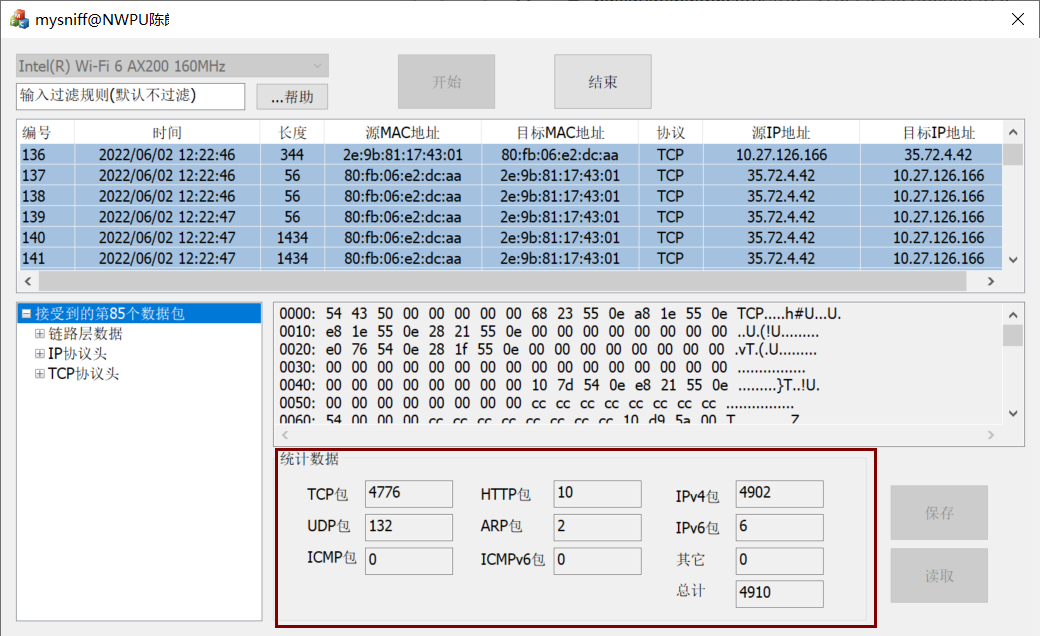 mysniff@NWPU陈
Intel(R) Wi-Fi 6 AX200 160MHz
开始
结束
输入过滤规则(默认不过滤)
...帮助
编号 时间 长度 源MAC地址 目标MAC地址 协议 源IP地址 目标IP地址
136 2022/06/02 12:22:46 344 2e:9b:81:17:43:01 80:fb:06:e2:dc:aa TCP 10.27.126.166 35.72.4.42
137 2022/06/02 12:22:46 56 80:fb:06:e2:dc:aa 2e:9b:81:17:43:01 TCP 35.72.4.42 10.27.126.166
138 2022/06/02 12:22:46 56 80:fb:06:e2:dc:aa 2e:9b:81:17:43:01 TCP 35.72.4.42 10.27.126.166
139 2022/06/02 12:22:47 56 80:fb:06:e2:dc:aa 2e:9b:81:17:43:01 TCP 35.72.4.42 10.27.126.166
140 2022/06/02 12:22:47 1434 80:fb:06:e2:dc:aa 2e:9b:81:17:43:01 TCP 35.72.4.42 10.27.126.166
141 2022/06/02 12:22:47 1434 80:fb:06:e2:dc:aa 2e:9b:81:17:43:01 TCP 35.72.4.42 10.27.126.166
接受到的第85个数据包
链路层数据
IP协议头
TCP协议头
0000: 54 43 50 00 00 00 00 00 68 23 55 0e a8 1e 55 0e TCP.....h#U...U.
0010: e8 1e 55 0e 28 21 55 0e 00 00 00 00 00 00 00 00 ..U.(!U.........
0020: e0 76 54 0e 28 1f 55 0e 00 00 00 00 00 00 00 00 .vT.(.U.........
0030: 00 00 00 00 00 00 00 00 00 00 00 00 00 00 00 00 ................
0040: 00 00 00 00 00 00 00 00 10 7d 54 0e e8 21 55 0e .........}T..!U.
0050: 00 00 00 00 00 00 00 00 cc cc cc cc cc cc cc cc ................
0060: 54 00 00 00 cc cc cc cc cc cc cc cc 10 d9 5a 00 T.............Z.
统计数据
TCP包 4776 HTTP包 10 IPv4包 4902
UDP包 132 ARP包 2 IPv6包 6
ICMP包 0 ICMPv6包 0 其它 0
总计 4910
保存
读取